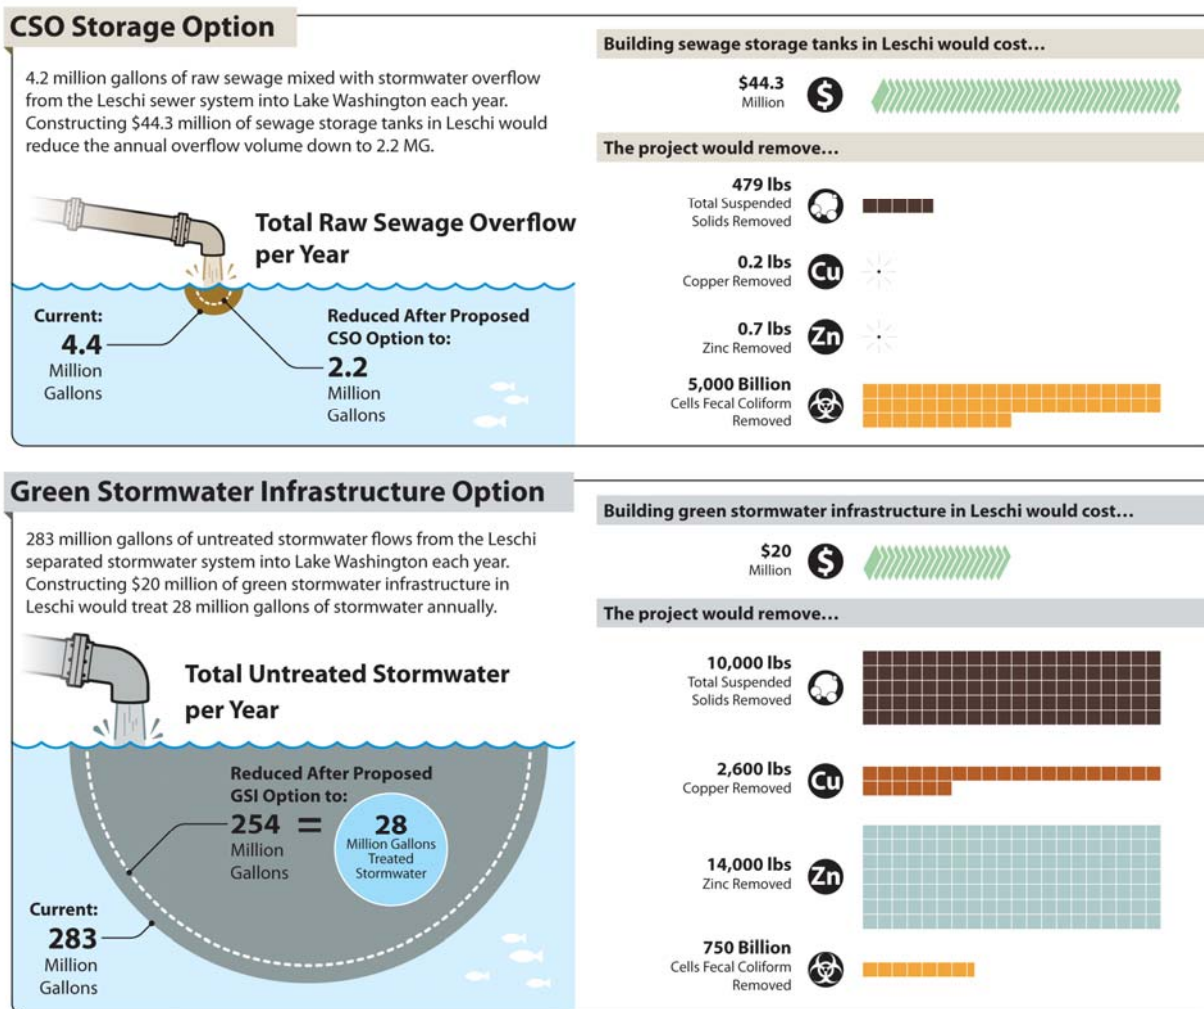 CSO Storage Option
4.2 million gallons of raw sewage mixed with stormwater overflow
from the Leschi sewer system into Lake Washington each year.
Constructing $44.3 million of sewage storage tanks in Leschi would
reduce the annual overflow volume down to 2.2 MG.
Total Raw Sewage Overflow
per Year
Current:
4.4
Million
Gallons
Reduced After Proposed
CSO Option to:
2.2
Million
Gallons
Building sewage storage tanks in Leschi would cost...
$44.3
Million
$
The project would remove...
479 lbs
Total Suspended
Solids Removed
0.2 lbs
Copper Removed
Cu
0.7 lbs
Zinc Removed
Zn
5,000 Billion
Cells Fecal Coliform
Removed
Green Stormwater Infrastructure Option
283 million gallons of untreated stormwater flows from the Leschi
separated stormwater system into Lake Washington each year.
Constructing $20 million of green stormwater infrastructure in
Leschi would treat 28 million gallons of stormwater annually.
Total Untreated Stormwater
per Year
Reduced After Proposed
GSI Option to:
254
Million
Gallons
=
28
Million Gallons
Treated
Stormwater
Current:
283
Million
Gallons
Building green stormwater infrastructure in Leschi would cost...
$20
Million
$
The project would remove...
10,000 lbs
Total Suspended
Solids Removed
2,600 lbs
Copper Removed
Cu
14,000 lbs
Zinc Removed
Zn
750 Billion
Cells Fecal Coliform
Removed